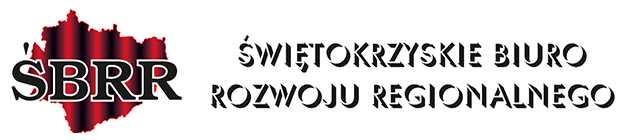 ŚBRR
ŚWIĘTOKRZYSKIE BIURO
ROZWOJU REGIONALNEGO